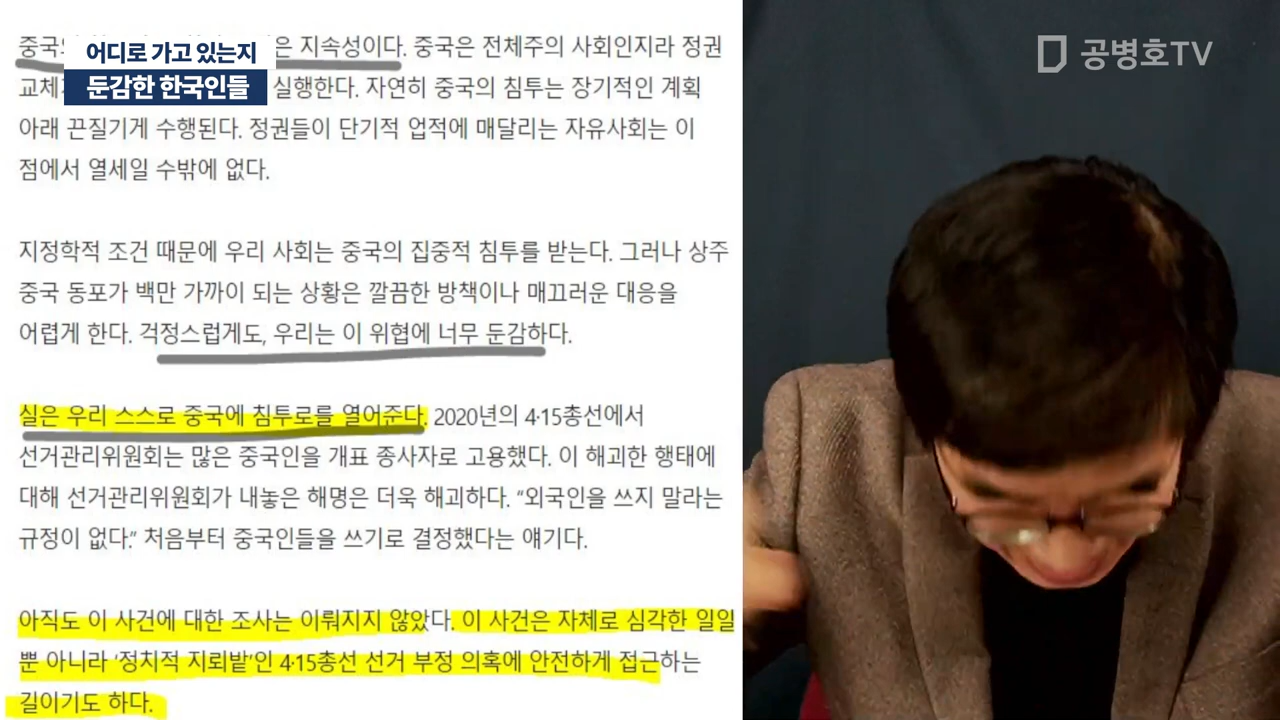 어디로 가고 있는지
둔감한 한국인들
공병호TV
중국의 은 지속성이다. 중국은 전체주의 사회인지라 정권
교체 실행한다. 자연히 중국의 침투는 장기적인 계획
아래 끈질기게 수행된다. 정권들이 단기적 업적에 매달리는 자유사회는 이
점에서 열세일 수밖에 없다.
지정학적 조건 때문에 우리 사회는 중국의 집중적 침투를 받는다. 그러나 상주
중국 동포가 백만 가까이 되는 상황은 깔끔한 방책이나 매끄러운 대응을
어렵게 한다. 걱정스럽게도, 우리는 이 위협에 너무 둔감하다.
실은 우리 스스로 중국에 침투로를 열어준다. 2020년의 4·15총선에서
선거관리위원회는 많은 중국인을 개표 종사자로 고용했다. 이 해괴한 행태에
대해 선거관리위원회가 내놓은 해명은 더욱 해괴하다. “외국인을 쓰지 말라는
규정이 없다.” 처음부터 중국인들을 쓰기로 결정했다는 얘기다.
아직도 이 사건에 대한 조사는 이뤄지지 않았다. 이 사건은 자체로 심각한 일일
뿐 아니라 ‘정치적 지뢰밭’인 4·15총선 선거 부정 의혹에 안전하게 접근하는
길이기도 하다.